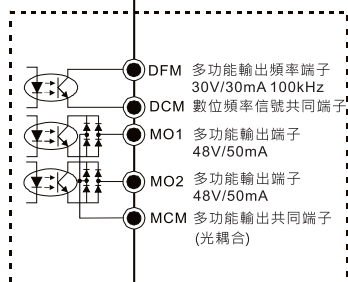 DFM 多功能輸出頻率端子
30V/30mA 100kHz
DCM 數位頻率信號共同端子
MO1 多功能輸出端子
48V/50mA
MO2 多功能輸出端子
48V/50mA
MCM 多功能輸出共同端子
(光耦合)